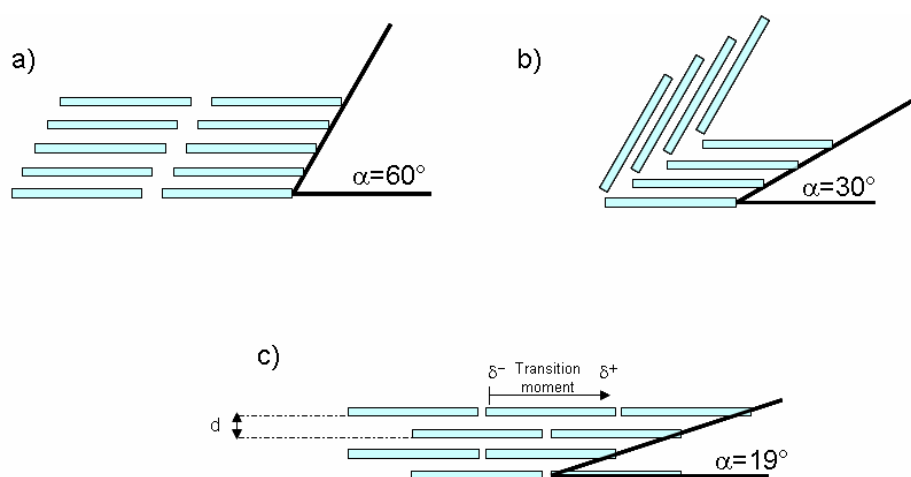 a)
α=60°
b)
α=30°
c)
δ⁻ Transition δ⁺
moment
d
α=19°